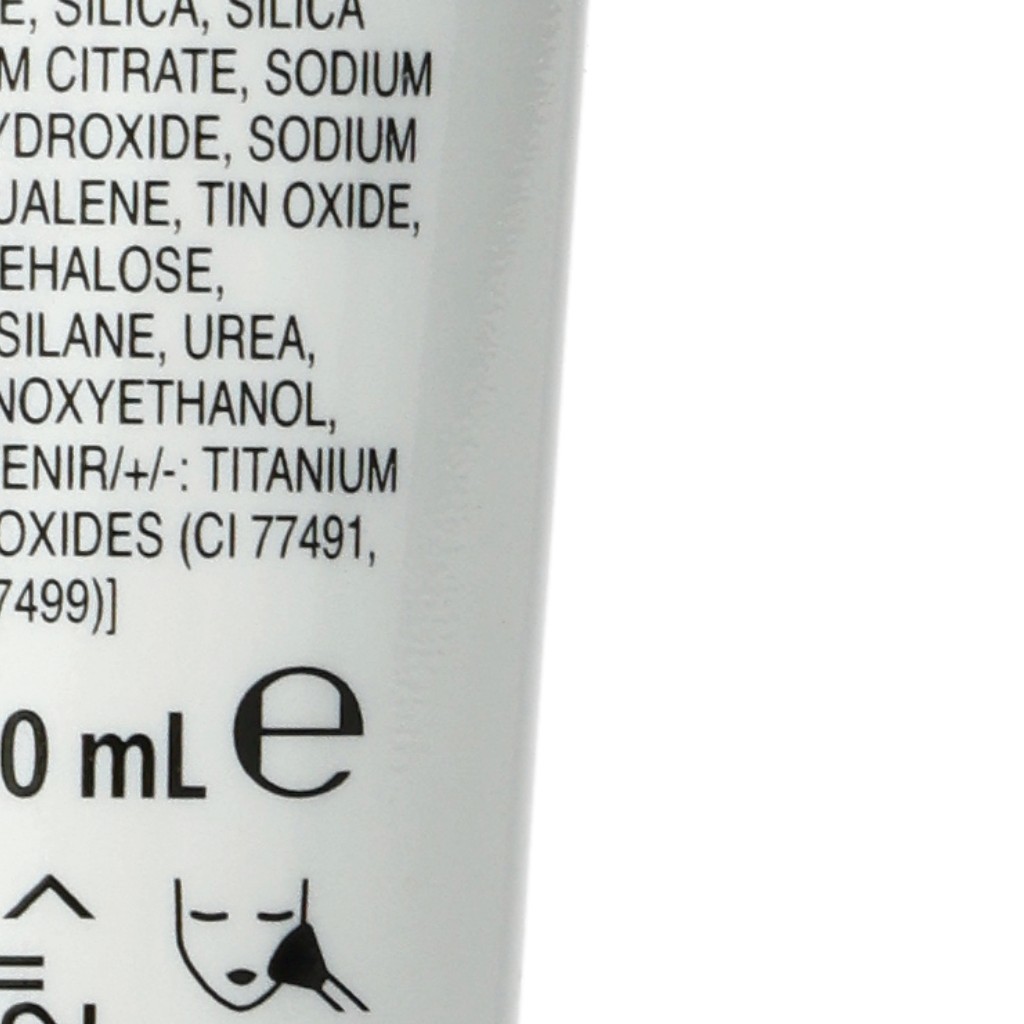 E, SILICA, SILICA
M CITRATE, SODIUM
YDROXIDE, SODIUM
UALENE, TIN OXIDE,
EHALOSE,
SILANE, UREA,
NOXYETHANOL,
ENIR/+/-: TITANIUM
OXIDES (CI 77491,
7499)]
0 mL e